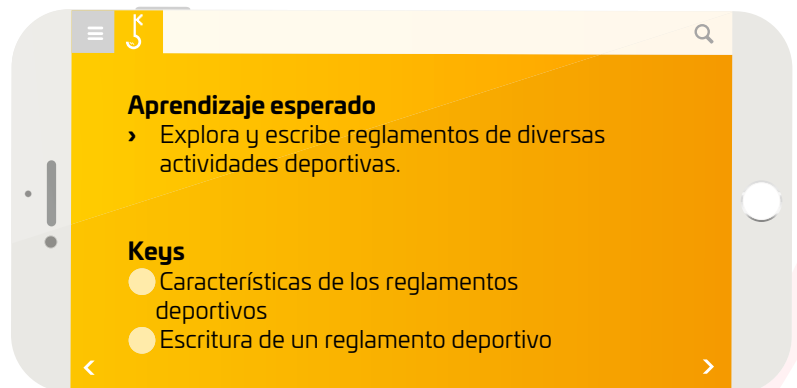 Aprendizaje esperado
› Explora y escribe reglamentos de diversas
actividades deportivas.
Keys
Características de los reglamentos
deportivos
Escritura de un reglamento deportivo